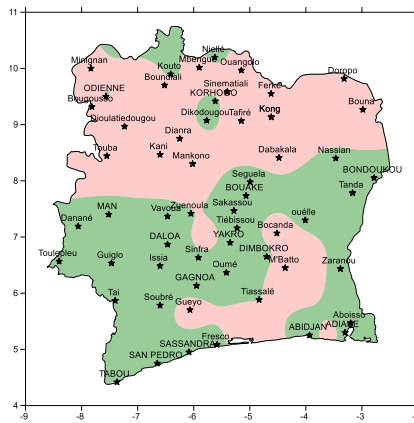 11
Niellé
Mbengué
Ouangolo
Minignan
Kouto
10
Doropo
Boundiali
Sinematiali
Ferké
ODIENNE
KORHOGO
Bougousso
Bouna
Kong
Dikodougou
Tafiré
9
Dioulatiedougou
Dianra
Touba
Kani
Mankono
Dabakala
Nassian
BONDOUKOU
8
Seguela
BOUAKE
Tanda
MAN
Vavoua
Zuenoula
Sakassou
ouélle
Danané
Tiébissou
Bocanda
7
DALOA
YAKRO
Toulepleu
Guiglo
Issia
Sinfra
DIMBOKRO
M'Batto
Zaranou
Oumé
GAGNOA
6
Tai
Soubré
Gueyo
Tiassalé
Aboisso
ADIAKE
ABIDJAN
Fresco
5
SASSANDRA
SAN PEDRO
TABOU
4
-9 -8 -7 -6 -5 -4 -3 -2